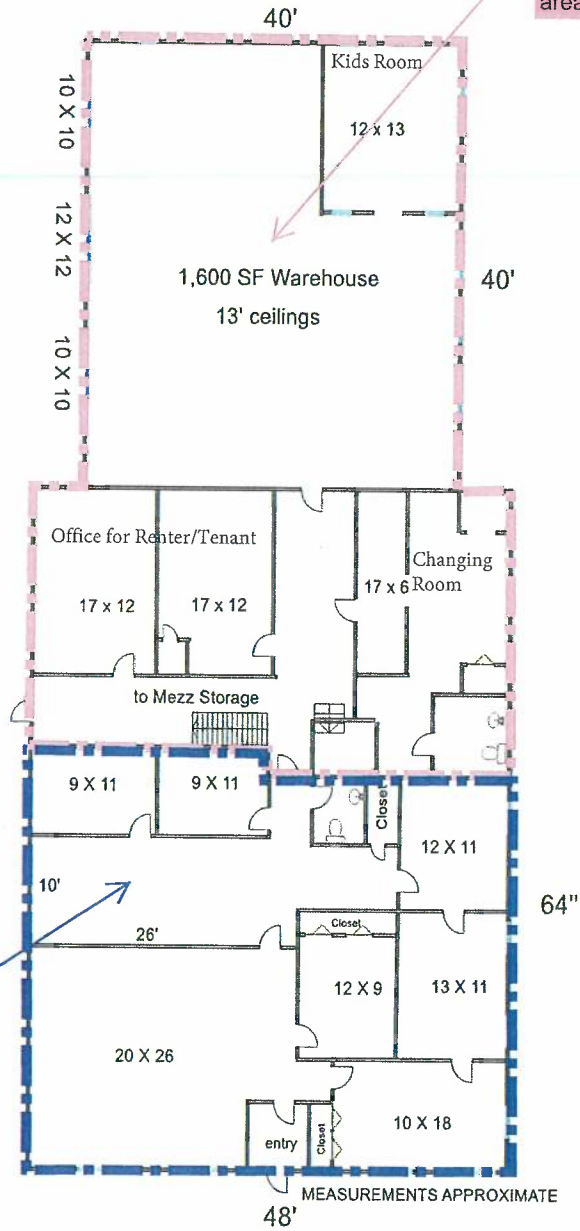 area
40'
Kids Room
10 X 10
12 x 13
12 X 12
1,600 SF Warehouse
40'
13' ceilings
10 X 10
Office for Renter/Tenant
Changing
17 x 6
Room
17 x 12
17 x 12
to Mezz Storage
9 X 11
9 X 11
Closet
12 X 11
10'
64"
Closet
26'
12 X 9
13 X 11
20 X 26
10 X 18
entry
Closet
MEASUREMENTS APPROXIMATE
48'